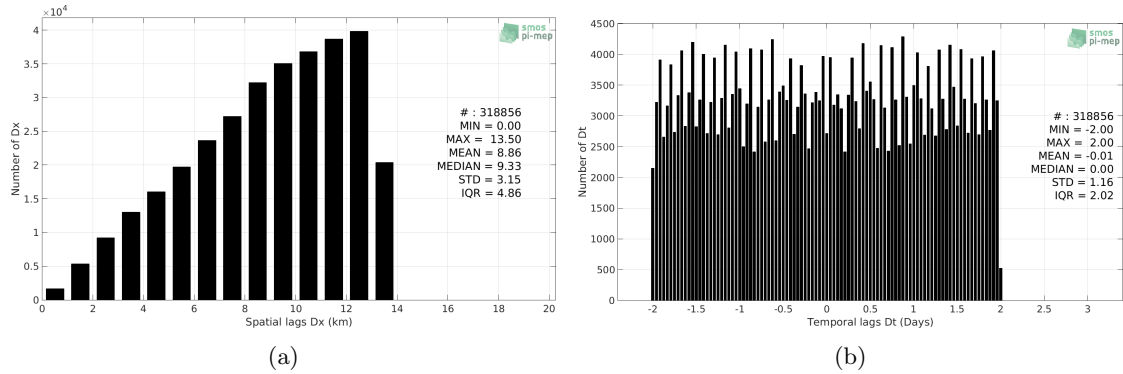 ×10⁴
4
3.5
3
2.5
2
1.5
1
0.5
0
0 2 4 6 8 10 12 14 16 18 20
Number of Dx
Spatial lags Dx (km)
smos
pi-mep
# : 318856
MIN = 0.00
MAX = 13.50
MEAN = 8.86
MEDIAN = 9.33
STD = 3.15
IQR = 4.86
(a)
4500
4000
3500
3000
2500
2000
1500
1000
500
0
-2 -1.5 -1 -0.5 0 0.5 1 1.5 2 2.5 3
Number of Dt
Temporal lags Dt (Days)
smos
pi-mep
# : 318856
MIN = -2.00
MAX = 2.00
MEAN = -0.01
MEDIAN = 0.00
STD = 1.16
IQR = 2.02
(b)